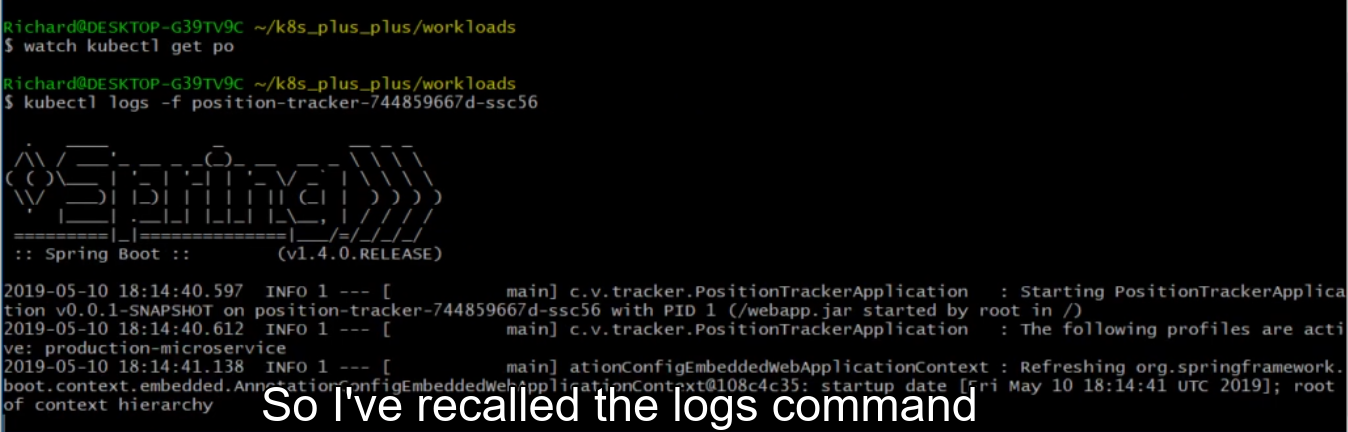 Richard@DESKTOP-G39TV9C ~/k8s_plus_plus/workloads
$ watch kubectl get po
Richard@DESKTOP-G39TV9C ~/k8s_plus_plus/workloads
$ kubectl logs -f position-tracker-744859667d-ssc56
Spring
:: Spring Boot ::        (v1.4.0.RELEASE)
2019-05-10 18:14:40.597  INFO 1 --- [           main] c.v.tracker.PositionTrackerApplication   : Starting PositionTrackerApplica
tion v0.0.1-SNAPSHOT on position-tracker-744859667d-ssc56 with PID 1 (/webapp.jar started by root in /)
2019-05-10 18:14:40.612  INFO 1 --- [           main] c.v.tracker.PositionTrackerApplication   : The following profiles are acti
ve: production-microservice
2019-05-10 18:14:41.138  INFO 1 --- [           main] ationConfigEmbeddedWebApplicationContext : Refreshing org.springframework.
boot.context.embedded.AnnotationConfigEmbeddedWebApplicationContext@108c4c35: startup date [Fri May 10 18:14:41 UTC 2019]; root
of context hierarchy
So I've recalled the logs command